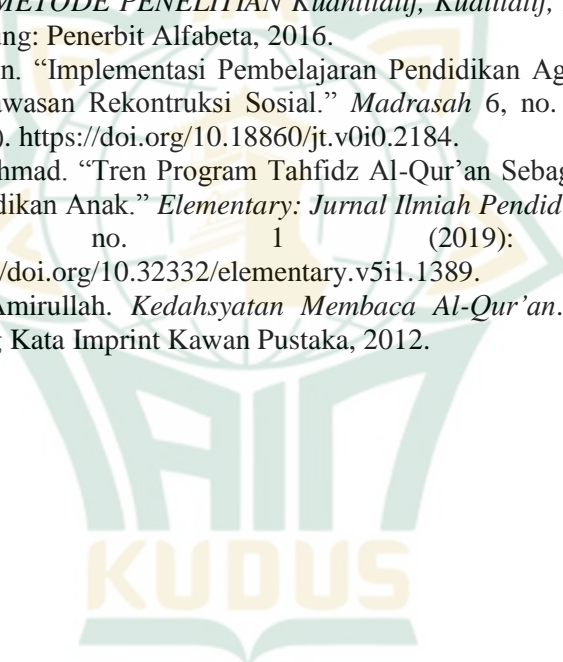 METODE PENELITIAN Kuantitatif, Kualitatif,
ung: Penerbit Alfabeta, 2016.
n. “Implementasi Pembelajaran Pendidikan Ag
awasan Rekontruksi Sosial.” Madrasah 6, no.
). https://doi.org/10.18860/jt.v0i0.2184.
hmad. “Tren Program Tahfidz Al-Qur’an Sebag
dikan Anak.” Elementary: Jurnal Ilmiah Pendid
no. 1 (2019):
//doi.org/10.32332/elementary.v5i1.1389.
Amirullah. Kedahsyatan Membaca Al-Qur’an.
g Kata Imprint Kawan Pustaka, 2012.
IAIN
KUDUS